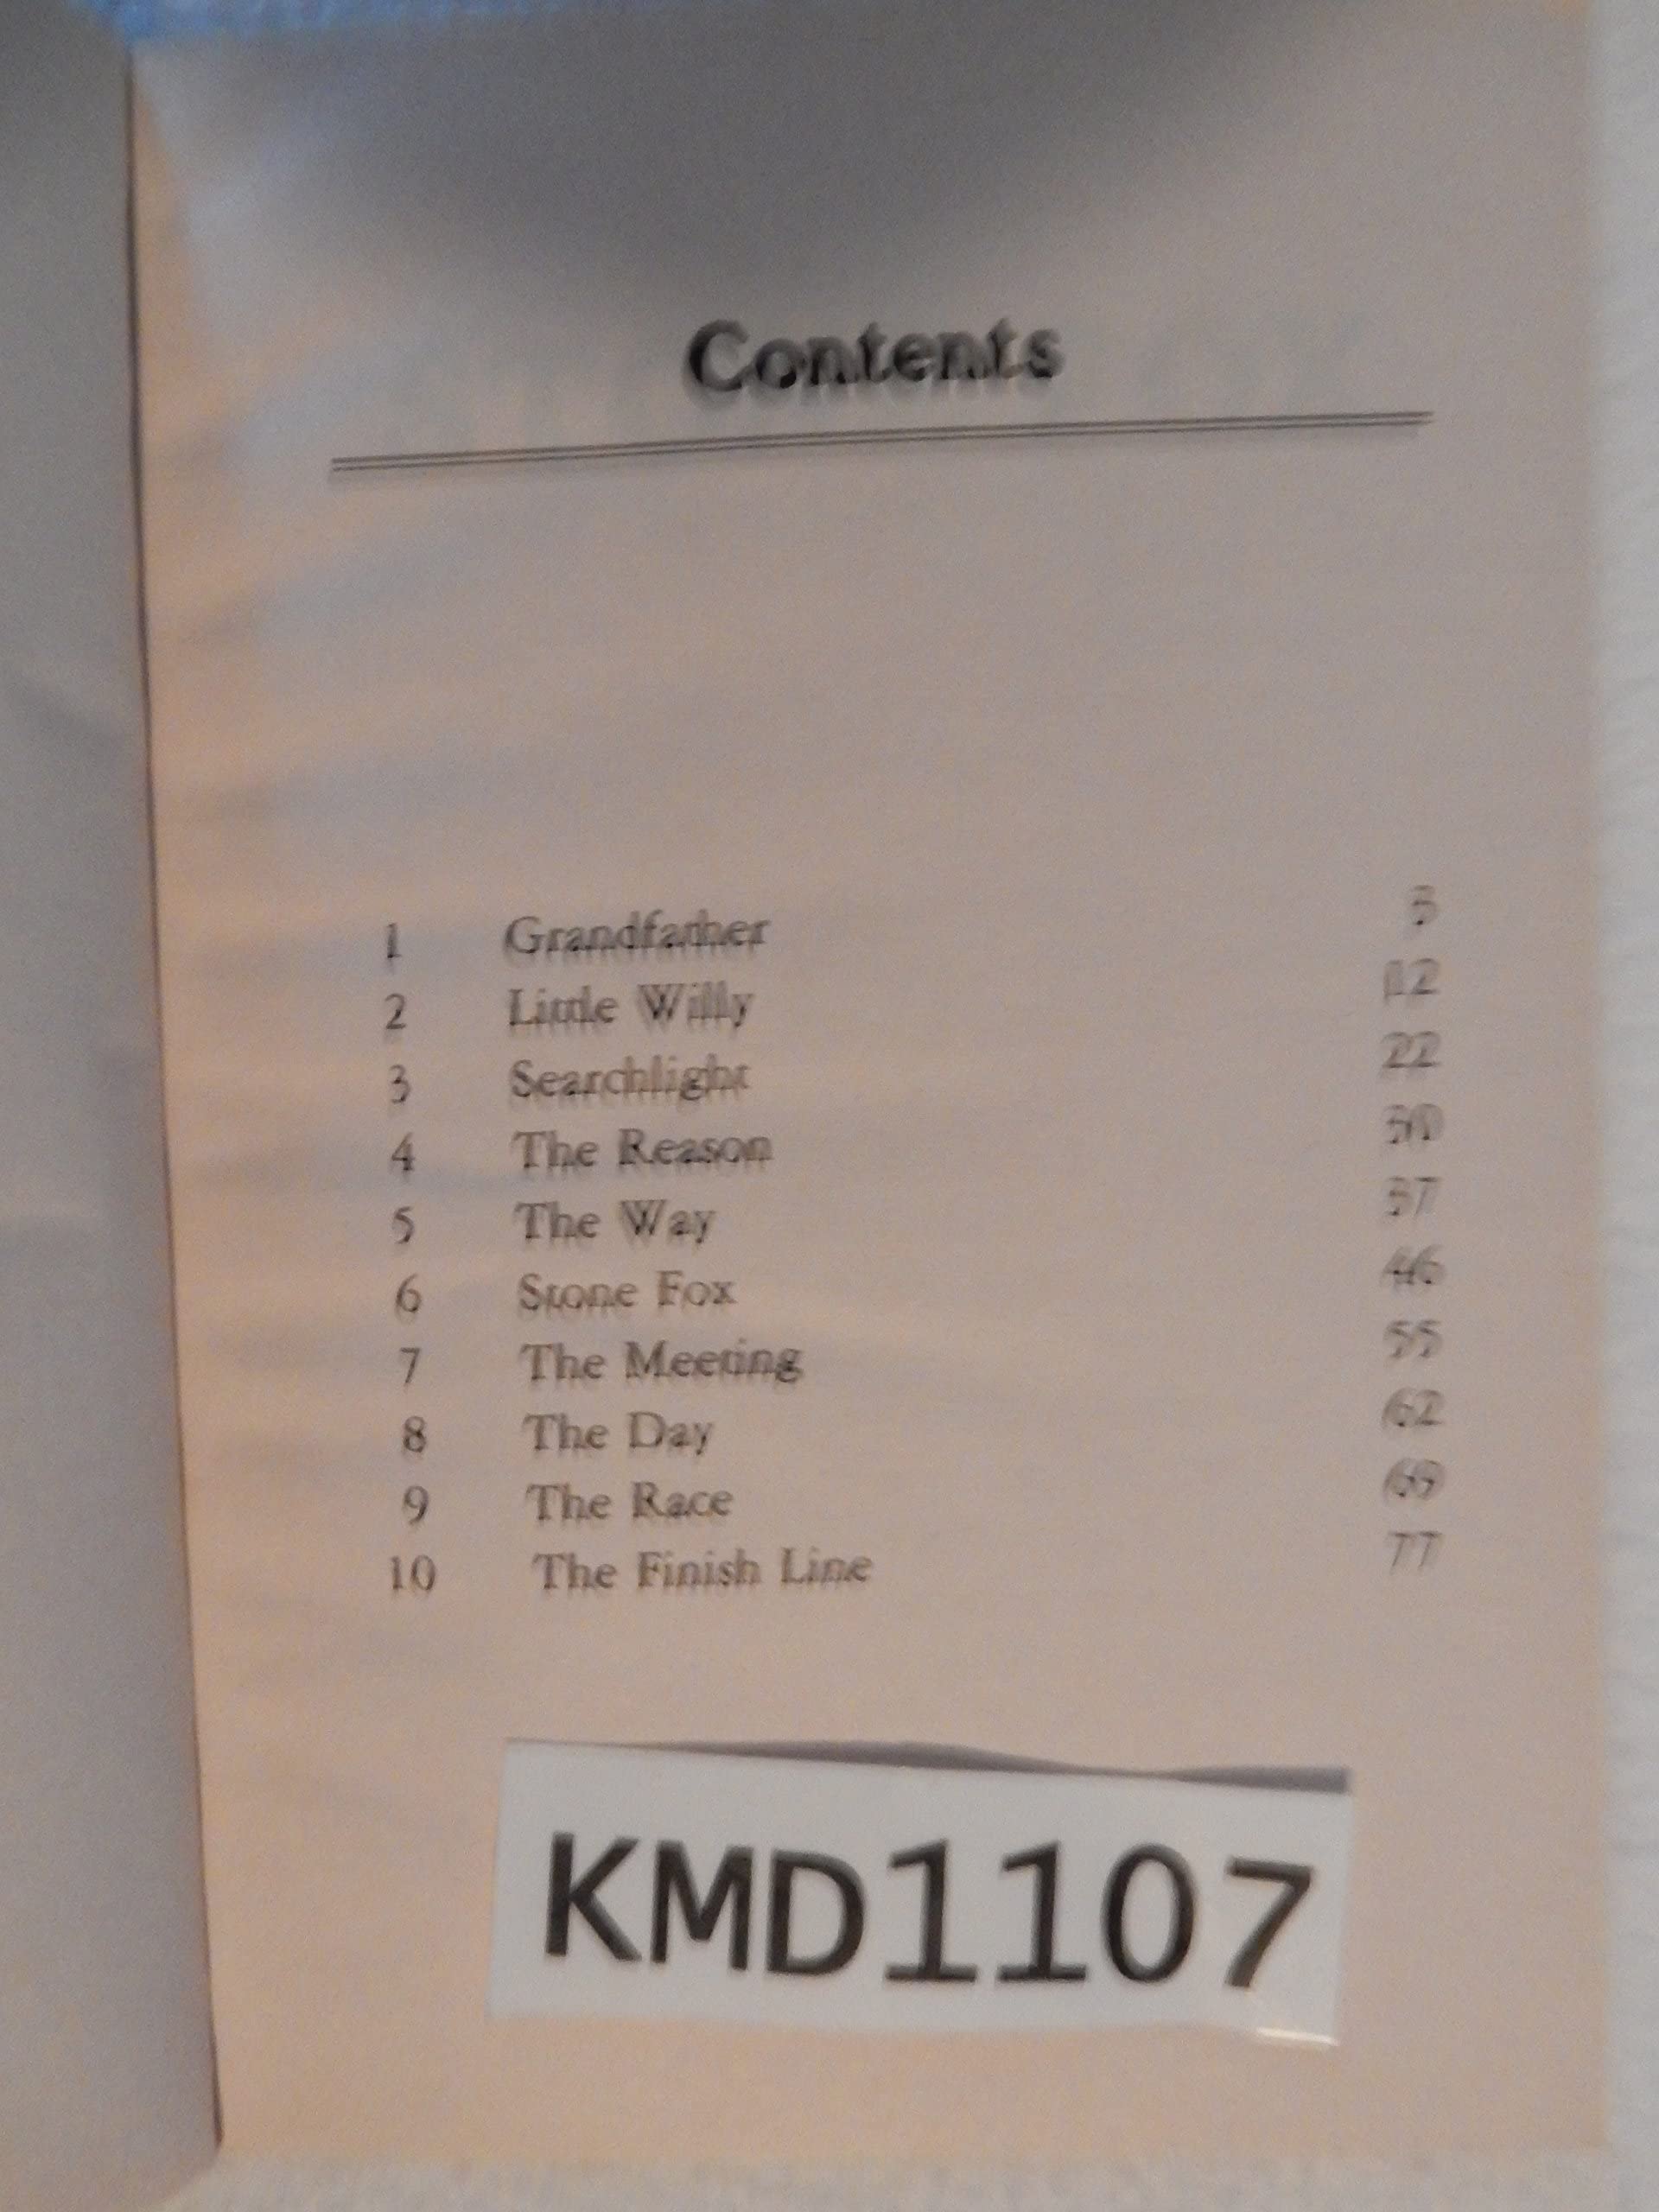 Contents
1 Grandfather 3
2 Little Willy 12
3 Searchlight 22
4 The Reason 30
5 The Way 37
6 Stone Fox 46
7 The Meeting 55
8 The Day 62
9 The Race 69
10 The Finish Line 77
KMD1107